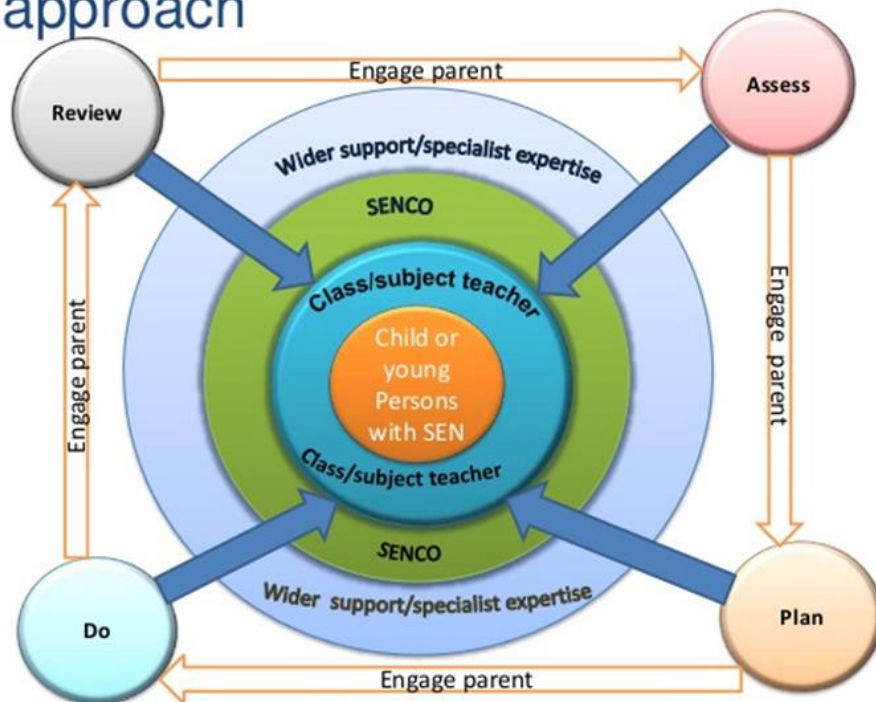 approach
Review
Engage parent
Assess
Wider support/specialist expertise
SENCO
Class/subject teacher
Child or
young
Persons
with SEN
Engage parent
Engage parent
Class/subject teacher
SENCO
Wider support/specialist expertise
Do
Plan
Engage parent